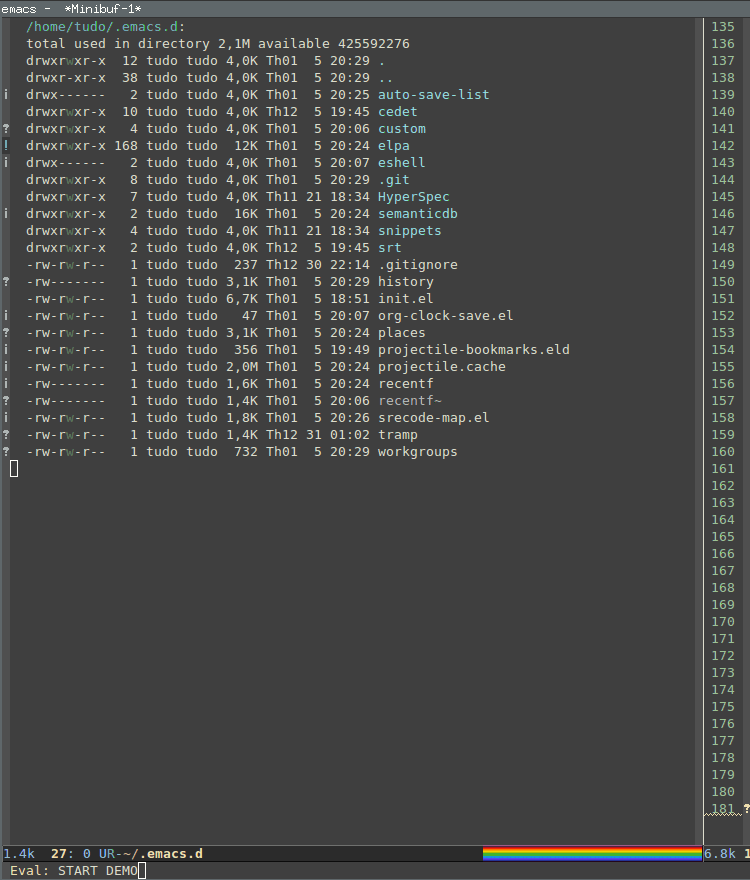 emacs - *Minibuf-1*
/home/tudo/.emacs.d:
total used in directory 2,1M available 425592276
drwxrwxr-x  12 tudo tudo 4,0K Th01  5 20:29 .
drwxr-xr-x  38 tudo tudo 4,0K Th01  5 20:29 ..
i drwx------   2 tudo tudo 4,0K Th01  5 20:25 auto-save-list
drwxrwxr-x  10 tudo tudo 4,0K Th12  5 19:45 cedet
? drwxrwxr-x   4 tudo tudo 4,0K Th01  5 20:06 custom
! drwxrwxr-x 168 tudo tudo  12K Th01  5 20:24 elpa
i drwx------   2 tudo tudo 4,0K Th01  5 20:07 eshell
drwxrwxr-x   8 tudo tudo 4,0K Th01  5 20:29 .git
drwxrwxr-x   7 tudo tudo 4,0K Th11 21 18:34 HyperSpec
i drwxrwxr-x   2 tudo tudo  16K Th01  5 20:24 semanticdb
drwxrwxr-x   4 tudo tudo 4,0K Th11 21 18:34 snippets
drwxrwxr-x   2 tudo tudo 4,0K Th12  5 19:45 srt
-rw-rw-r--   1 tudo tudo  237 Th12 30 22:14 .gitignore
? -rw-------   1 tudo tudo 3,1K Th01  5 20:29 history
-rw-rw-r--   1 tudo tudo 6,7K Th01  5 18:51 init.el
i -rw-rw-r--   1 tudo tudo   47 Th01  5 20:07 org-clock-save.el
? -rw-rw-r--   1 tudo tudo 3,1K Th01  5 20:24 places
i -rw-rw-r--   1 tudo tudo  356 Th01  5 19:49 projectile-bookmarks.eld
i -rw-rw-r--   1 tudo tudo 2,0M Th01  5 20:24 projectile.cache
i -rw-------   1 tudo tudo 1,6K Th01  5 20:24 recentf
? -rw-------   1 tudo tudo 1,4K Th01  5 20:06 recentf~
i -rw-rw-r--   1 tudo tudo 1,8K Th01  5 20:26 srecode-map.el
? -rw-rw-r--   1 tudo tudo 1,4K Th12 31 01:02 tramp
? -rw-rw-r--   1 tudo tudo  732 Th01  5 20:29 workgroups
1.4k  27: 0 UR-~/.emacs.d
Eval: START DEMO
135
136
137
138
139
140
141
142
143
144
145
146
147
148
149
150
151
152
153
154
155
156
157
158
159
160
161
162
163
164
165
166
167
168
169
170
171
172
173
174
175
176
177
178
179
180
181 ?
6.8k 1